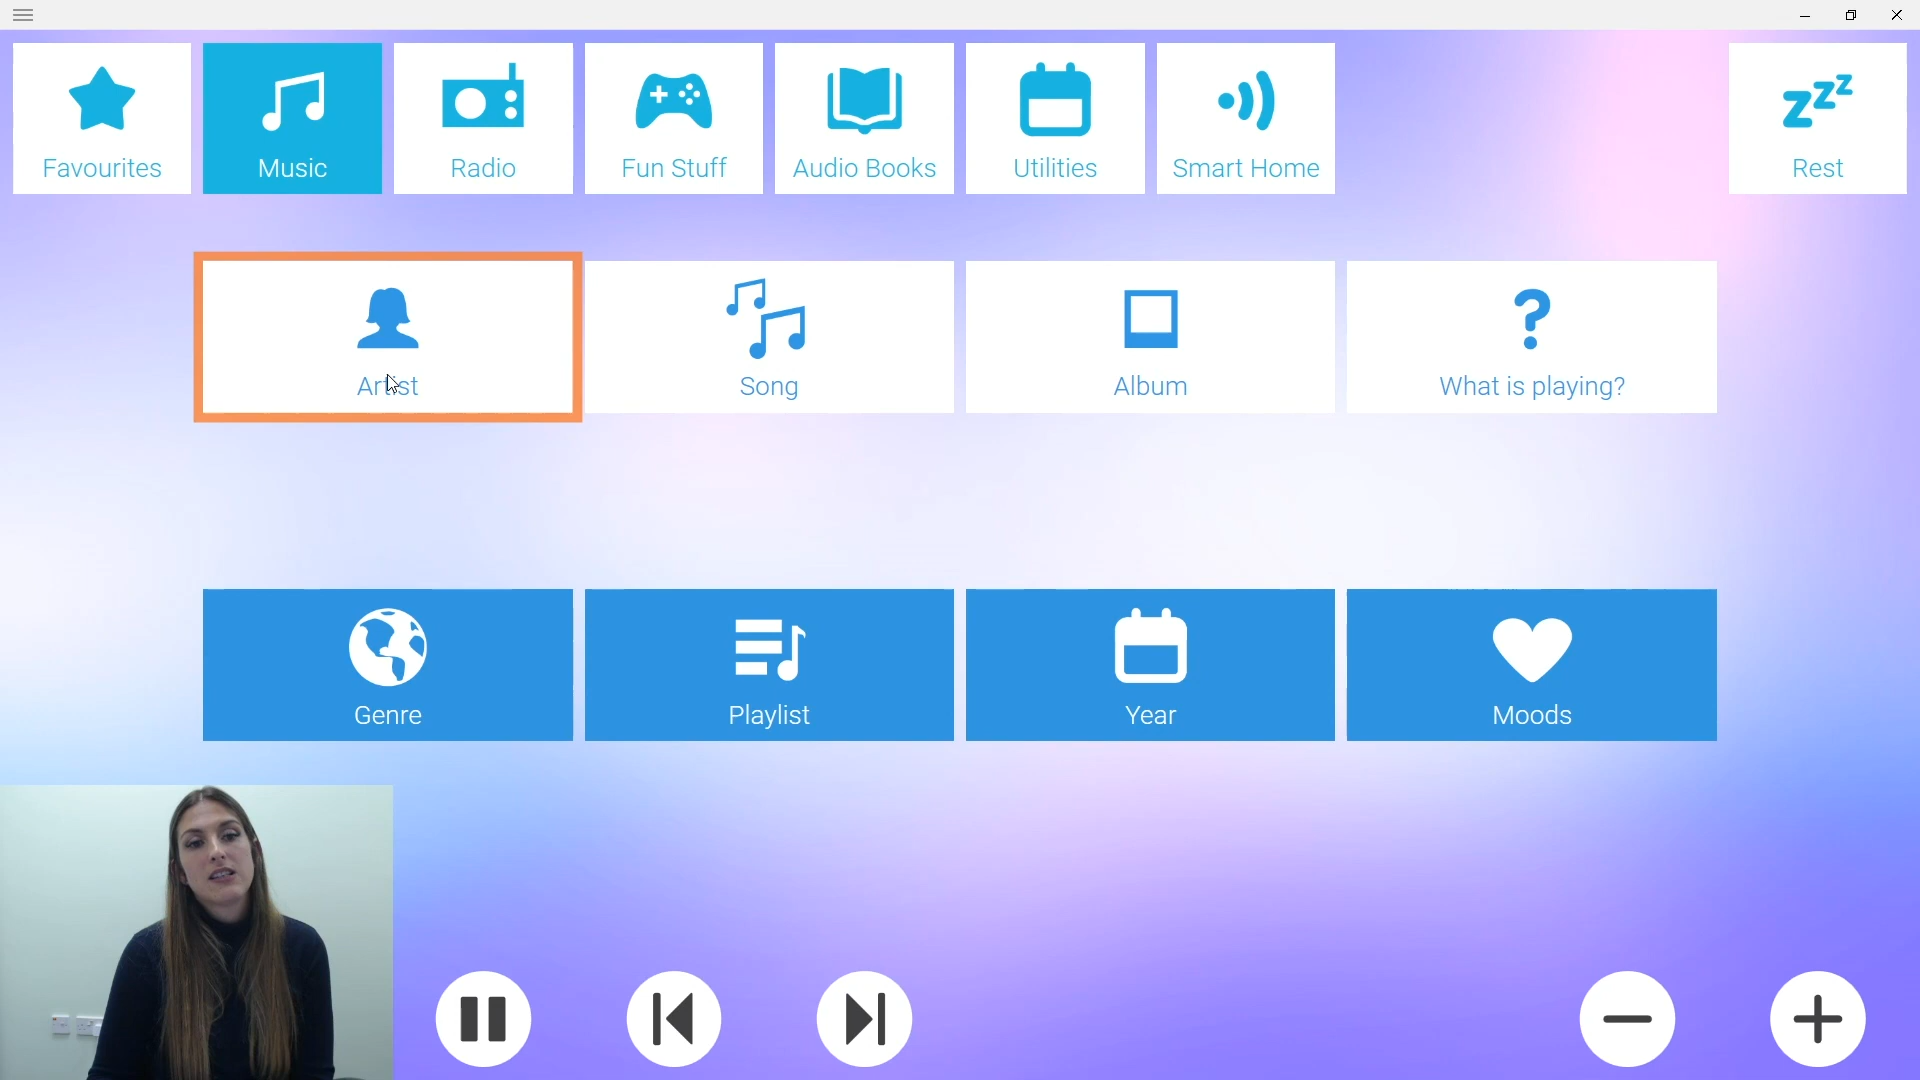 Favourites
Music
Radio
Fun Stuff
Audio Books
Utilities
Smart Home
Rest
Artist
Song
Album
What is playing?
Genre
Playlist
Year
Moods